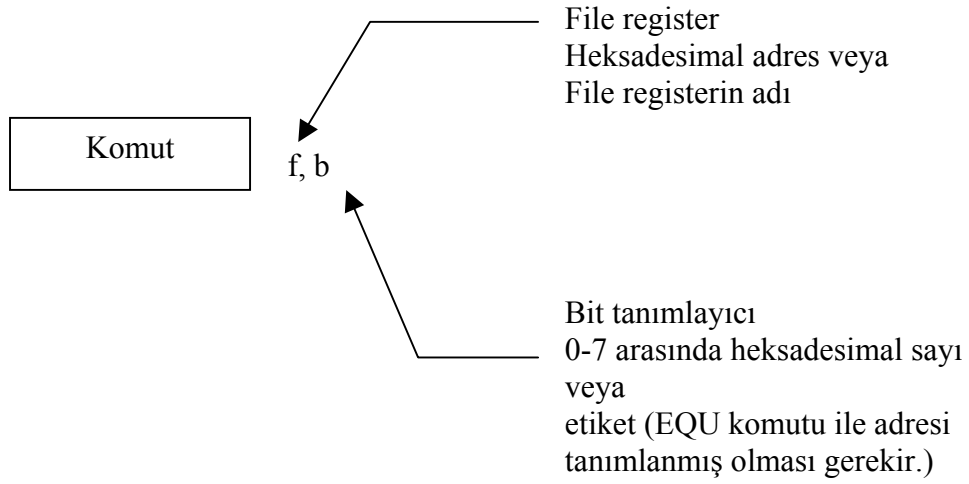 File register
Heksadesimal adres veya
File registerin adı
Komut
f, b
Bit tanımlayıcı
0-7 arasında heksadesimal sayı
veya
etiket (EQU komutu ile adresi
tanımlanmış olması gerekir.)